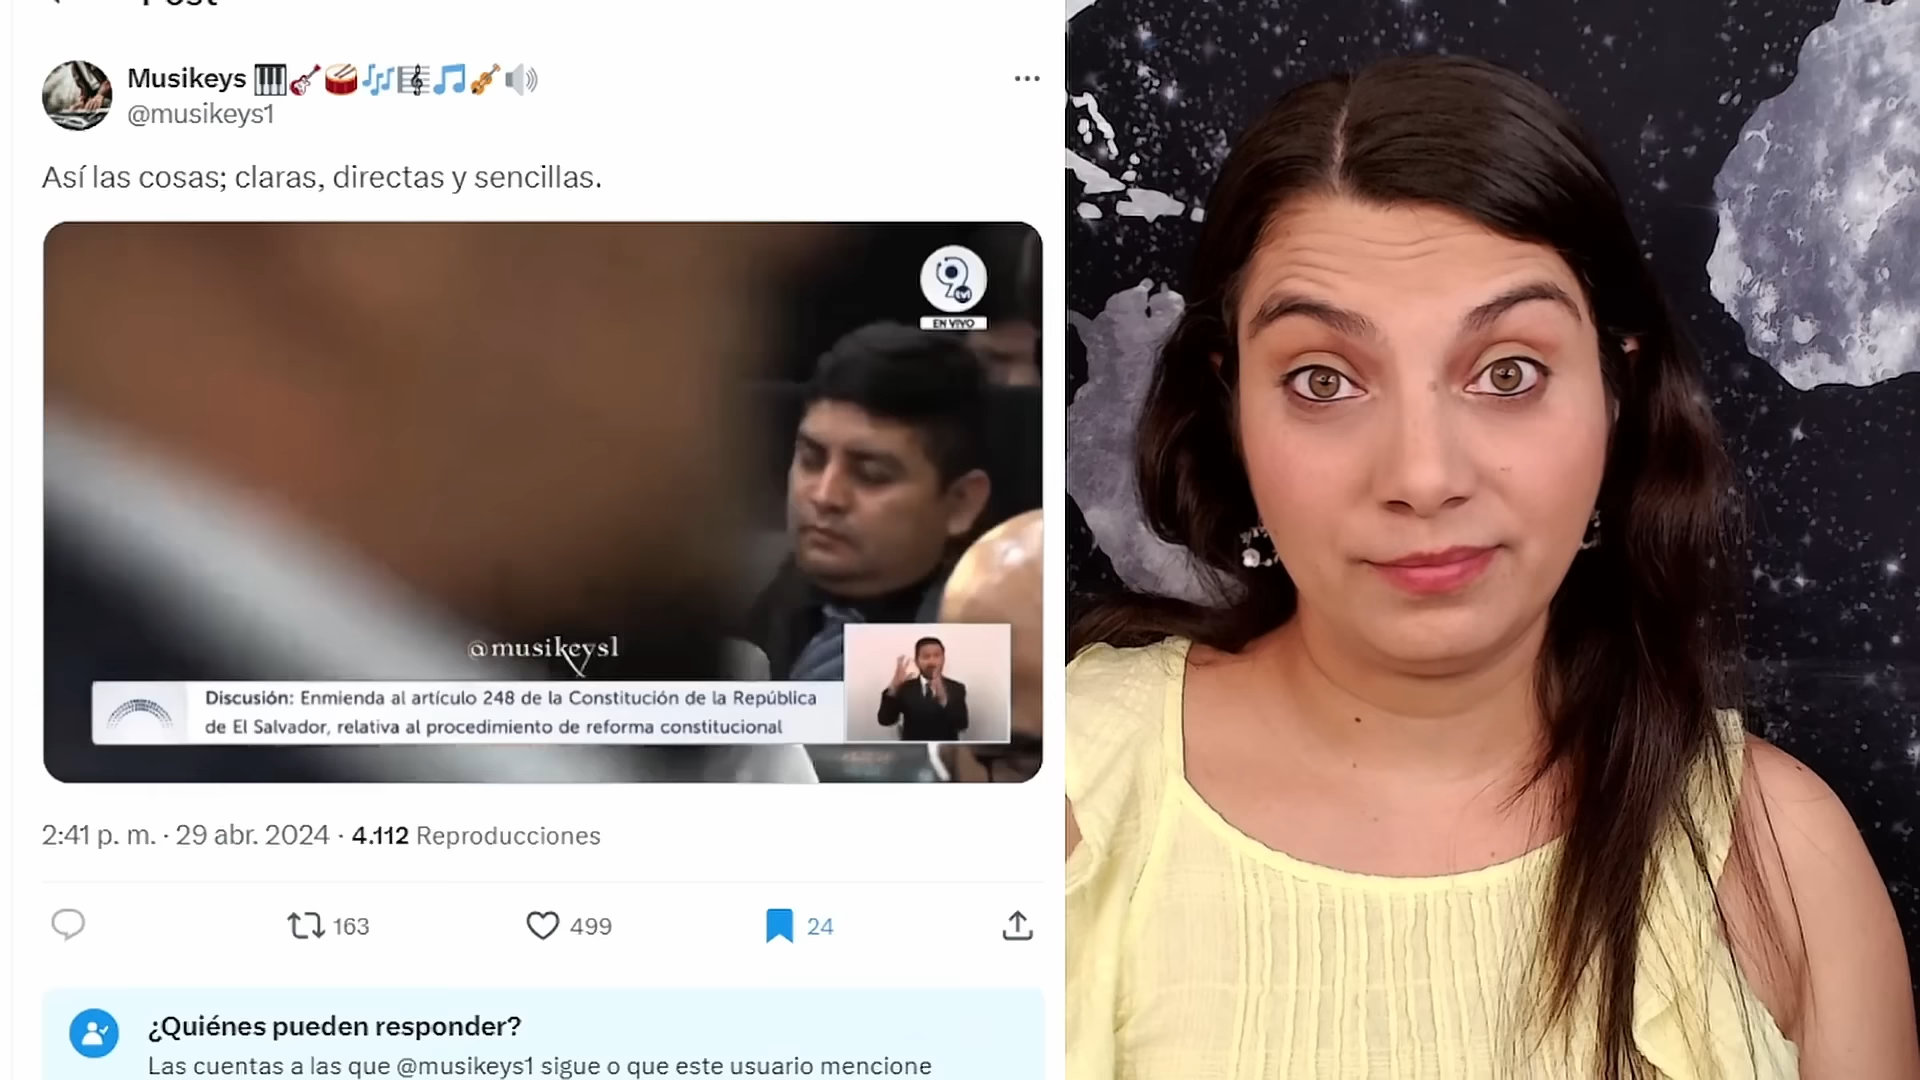 Post
Musikeys
@musikeys1
Así las cosas; claras, directas y sencillas.
EN VIVO
@musikeys1
Discusión: Enmienda al artículo 248 de la Constitución de la República
de El Salvador, relativa al procedimiento de reforma constitucional
2:41 p. m. · 29 abr. 2024 · 4.112 Reproducciones
163 499 24
¿Quiénes pueden responder?
Las cuentas a las que @musikeys1 sigue o que este usuario mencione